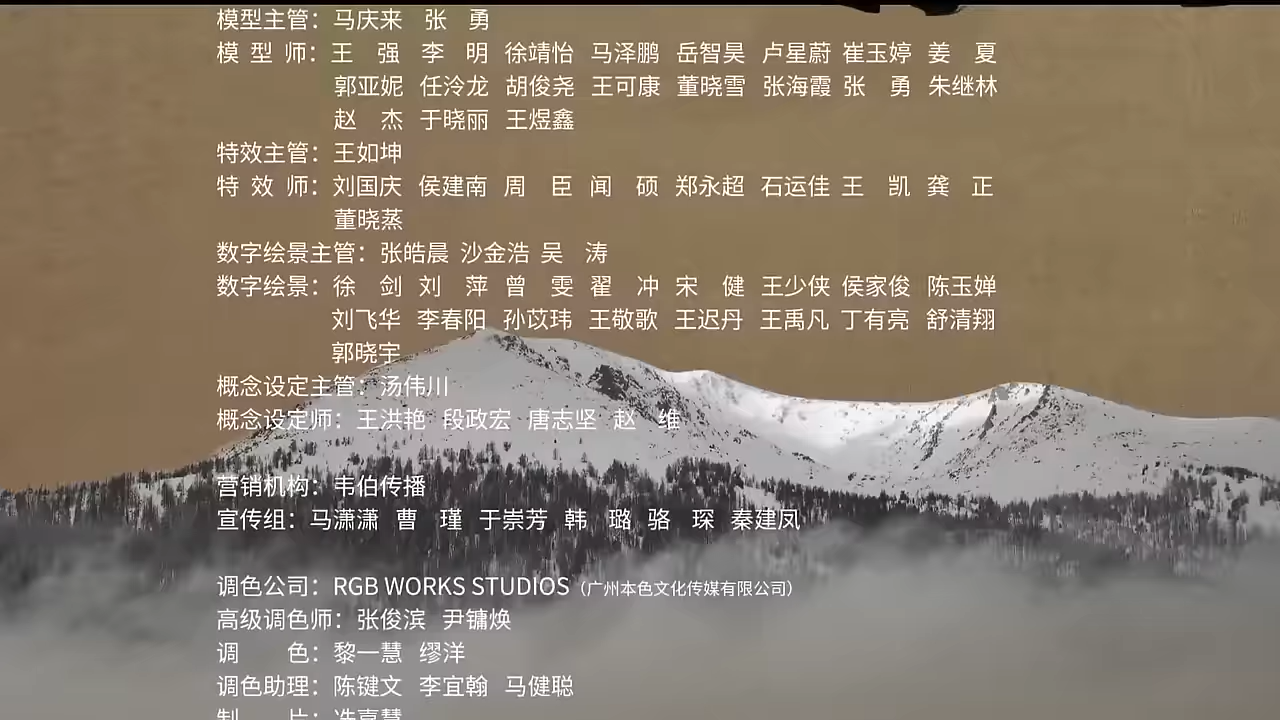 模型主管：马庆来 张 勇
模 型 师：王 强 李 明 徐靖怡 马泽鹏 岳智昊 卢星蔚 崔玉婷 姜 夏
郭亚妮 任泠龙 胡俊尧 王可康 董晓雪 张海霞 张 勇 朱继林
赵 杰 于晓丽 王煜鑫
特效主管：王如坤
特 效 师：刘国庆 侯建南 周 臣 闻 硕 郑永超 石运佳 王 凯 龚 正
董晓蒸
数字绘景主管：张皓晨 沙金浩 吴 涛
数字绘景：徐 剑 刘 萍 曾 雯 翟 冲 宋 健 王少侠 侯家俊 陈玉婵
刘飞华 李春阳 孙苡玮 王敬歌 王迟丹 王禹凡 丁有亮 舒清翔
郭晓宇
概念设定主管：汤伟川
概念设定师：王洪艳 段政宏 唐志坚 赵 维
营销机构：韦伯传播
宣传组：马潇潇 曹 瑾 于崇芳 韩 璐 骆 琛 秦建凤
调色公司：RGB WORKS STUDIOS（广州本色文化传媒有限公司）
高级调色师：张俊滨 尹镛焕
调 色：黎一慧 缪洋
调色助理：陈键文 李宜翰 马健聪
制 片：冼嘉慧